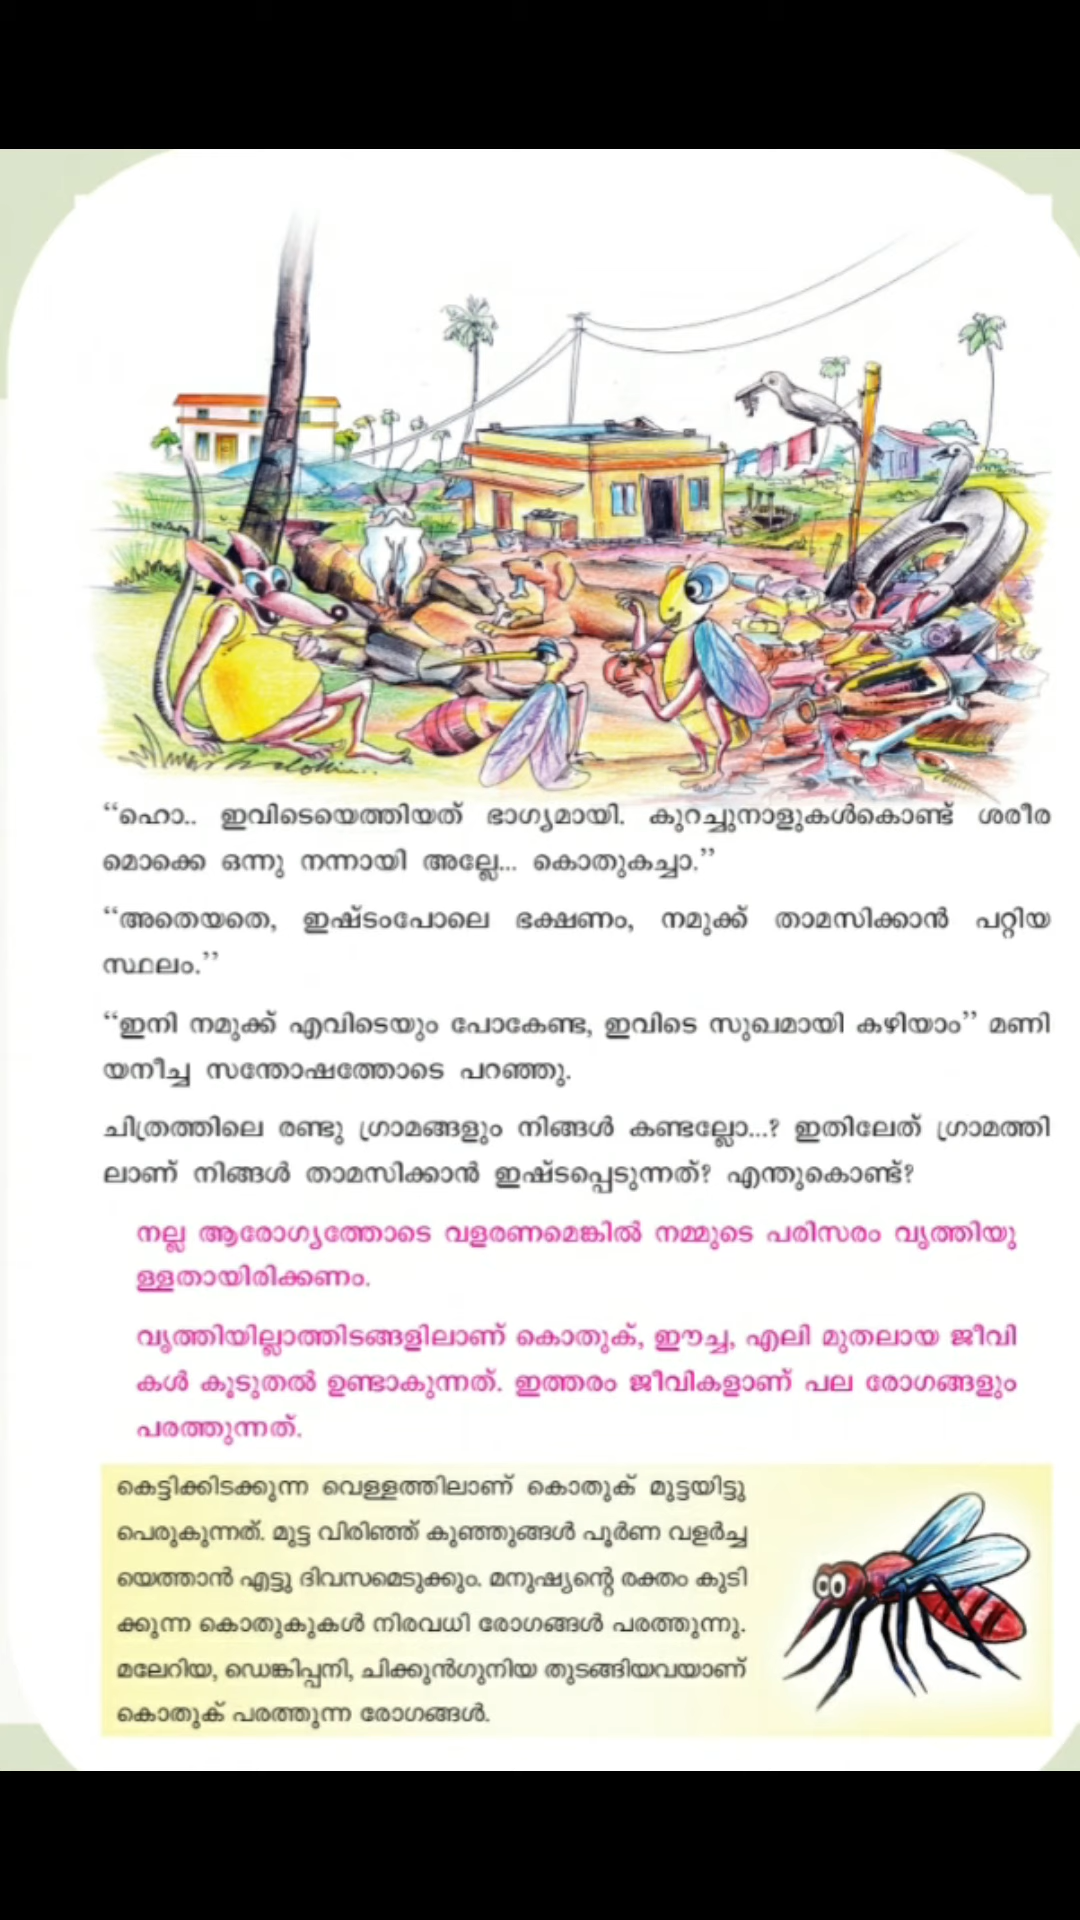 “ഹൊ.. ഇവിടെയെത്തിയത് ഭാഗ്യമായി. കുറച്ചുനാളുകൾകൊണ്ട് ശരീര
മൊക്കെ ഒന്നു നന്നായി അല്ലേ... കൊതുകച്ചാ.”
“അതെയതെ, ഇഷ്ടംപോലെ ഭക്ഷണം, നമുക്ക് താമസിക്കാൻ പറ്റിയ
സ്ഥലം.”
“ഇനി നമുക്ക് എവിടെയും പോകേണ്ട, ഇവിടെ സുഖമായി കഴിയാം” മണി
യനീച്ച സന്തോഷത്തോടെ പറഞ്ഞു.
ചിത്രത്തിലെ രണ്ടു ഗ്രാമങ്ങളും നിങ്ങൾ കണ്ടല്ലോ...? ഇതിലേത് ഗ്രാമത്തി
ലാണ് നിങ്ങൾ താമസിക്കാൻ ഇഷ്ടപ്പെടുന്നത്? എന്തുകൊണ്ട്?
നല്ല ആരോഗ്യത്തോടെ വളരണമെങ്കിൽ നമ്മുടെ പരിസരം വൃത്തിയു
ള്ളതായിരിക്കണം.
വൃത്തിയില്ലാത്തിടങ്ങളിലാണ് കൊതുക്, ഈച്ച, എലി മുതലായ ജീവി
കൾ കൂടുതൽ ഉണ്ടാകുന്നത്. ഇത്തരം ജീവികളാണ് പല രോഗങ്ങളും
പരത്തുന്നത്.
കെട്ടിക്കിടക്കുന്ന വെള്ളത്തിലാണ് കൊതുക് മുട്ടയിട്ടു
പെരുകുന്നത്. മുട്ട വിരിഞ്ഞ് കുഞ്ഞുങ്ങൾ പൂർണ വളർച്ച
യെത്താൻ എട്ടു ദിവസമെടുക്കും. മനുഷ്യന്റെ രക്തം കുടി
ക്കുന്ന കൊതുകുകൾ നിരവധി രോഗങ്ങൾ പരത്തുന്നു.
മലേറിയ, ഡെങ്കിപ്പനി, ചിക്കുൻഗുനിയ തുടങ്ങിയവയാണ്
കൊതുക് പരത്തുന്ന രോഗങ്ങൾ.